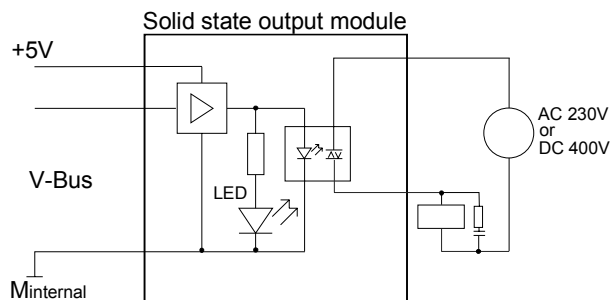 Solid state output module
+5V
AC 230V
or
DC 400V
V-Bus
LED
Minternal